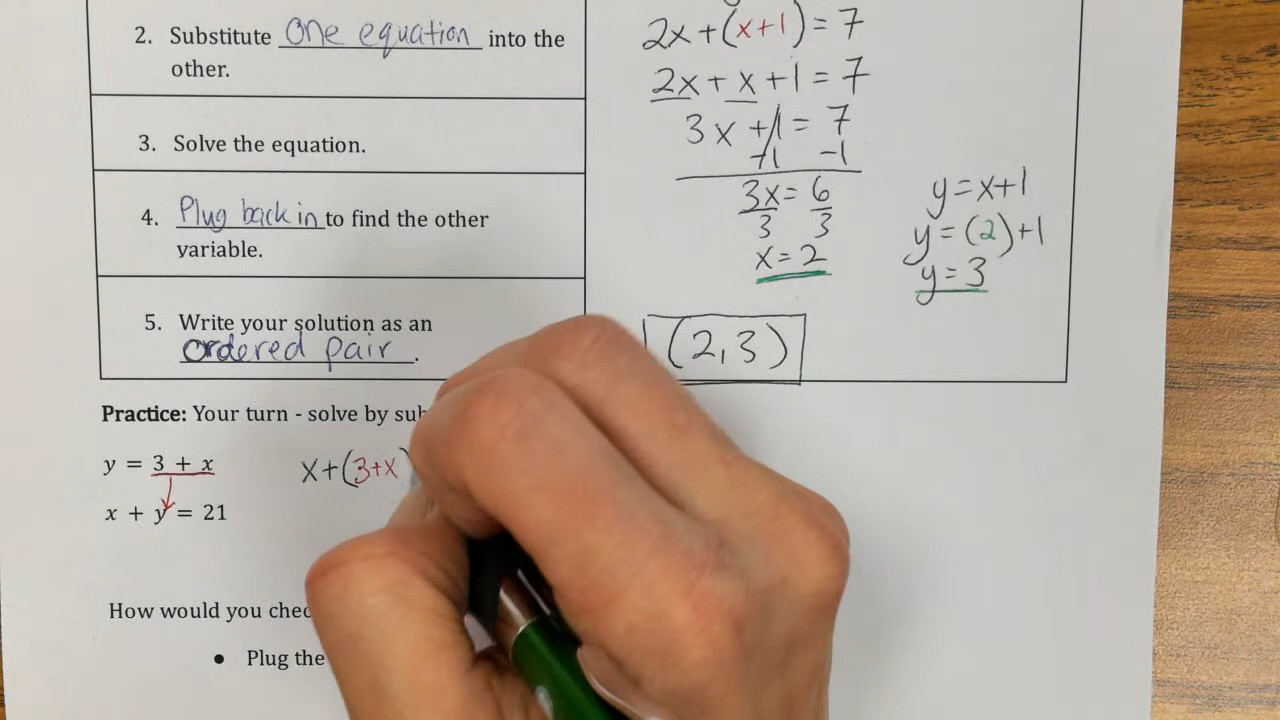 2. Substitute One equation into the
other.
3. Solve the equation.
4. Plug back in to find the other
variable.
5. Write your solution as an
ordered pair.
2x+(x+1)=7
2x+x+1=7
3x+1=7
-1 -1
3x=6
3 3
x=2
y=x+1
y=(2)+1
y=3
(2,3)
Practice: Your turn - solve by
y = 3 + x
x + y = 21
x+(3+x)
How would you
Plug the